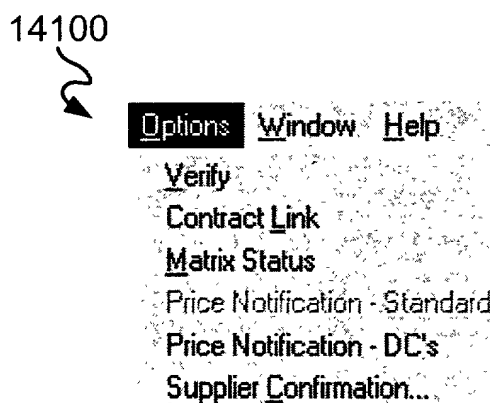 14100
Options Window Help
Verify
Contract Link
Matrix Status
Price Notification - Standard
Price Notification - DC's
Supplier Confirmation...